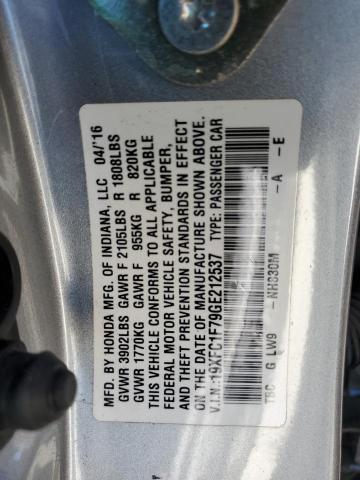 MFD. BY HONDA MFG. OF INDIANA, LLC 04/'16
GVWR 3902LBS GAWR F 2105LBS R 1808LBS
GVWR 1770KG GAWR F 955KG R 820KG
THIS VEHICLE CONFORMS TO ALL APPLICABLE
FEDERAL MOTOR VEHICLE SAFETY, BUMPER,
AND THEFT PREVENTION STANDARDS IN EFFECT
ON THE DATE OF MANUFACTURE SHOWN ABOVE.
V.I.N.:19XFC1F79GE212537 TYPE: PASSENGER CAR
TBC G LW9 NH830M A E